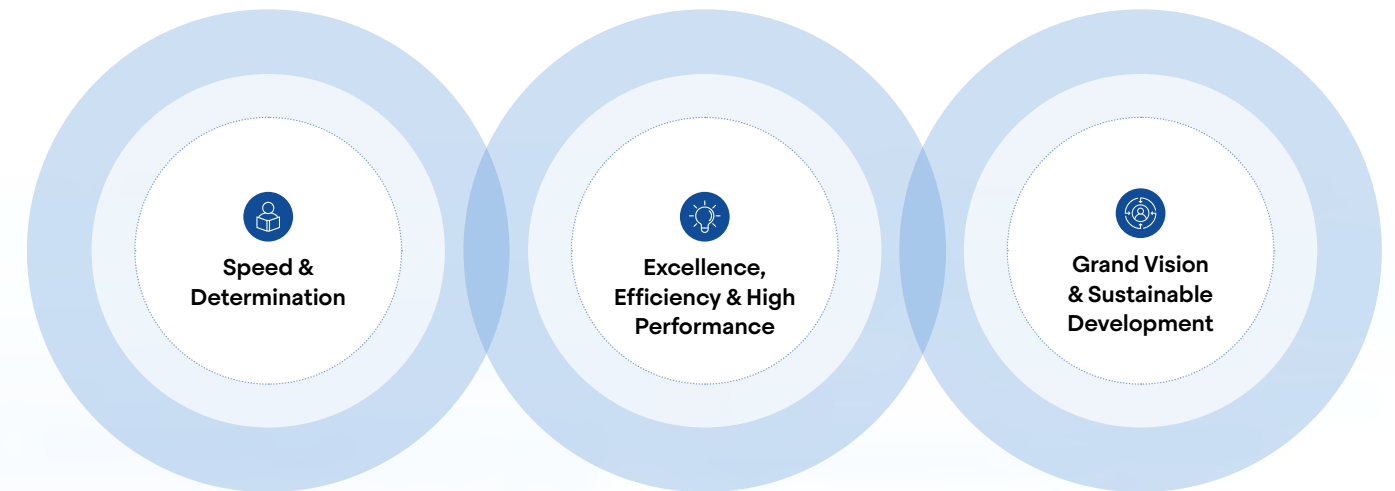 Speed &
Determination
Excellence,
Efficiency & High
Performance
Grand Vision
& Sustainable
Development